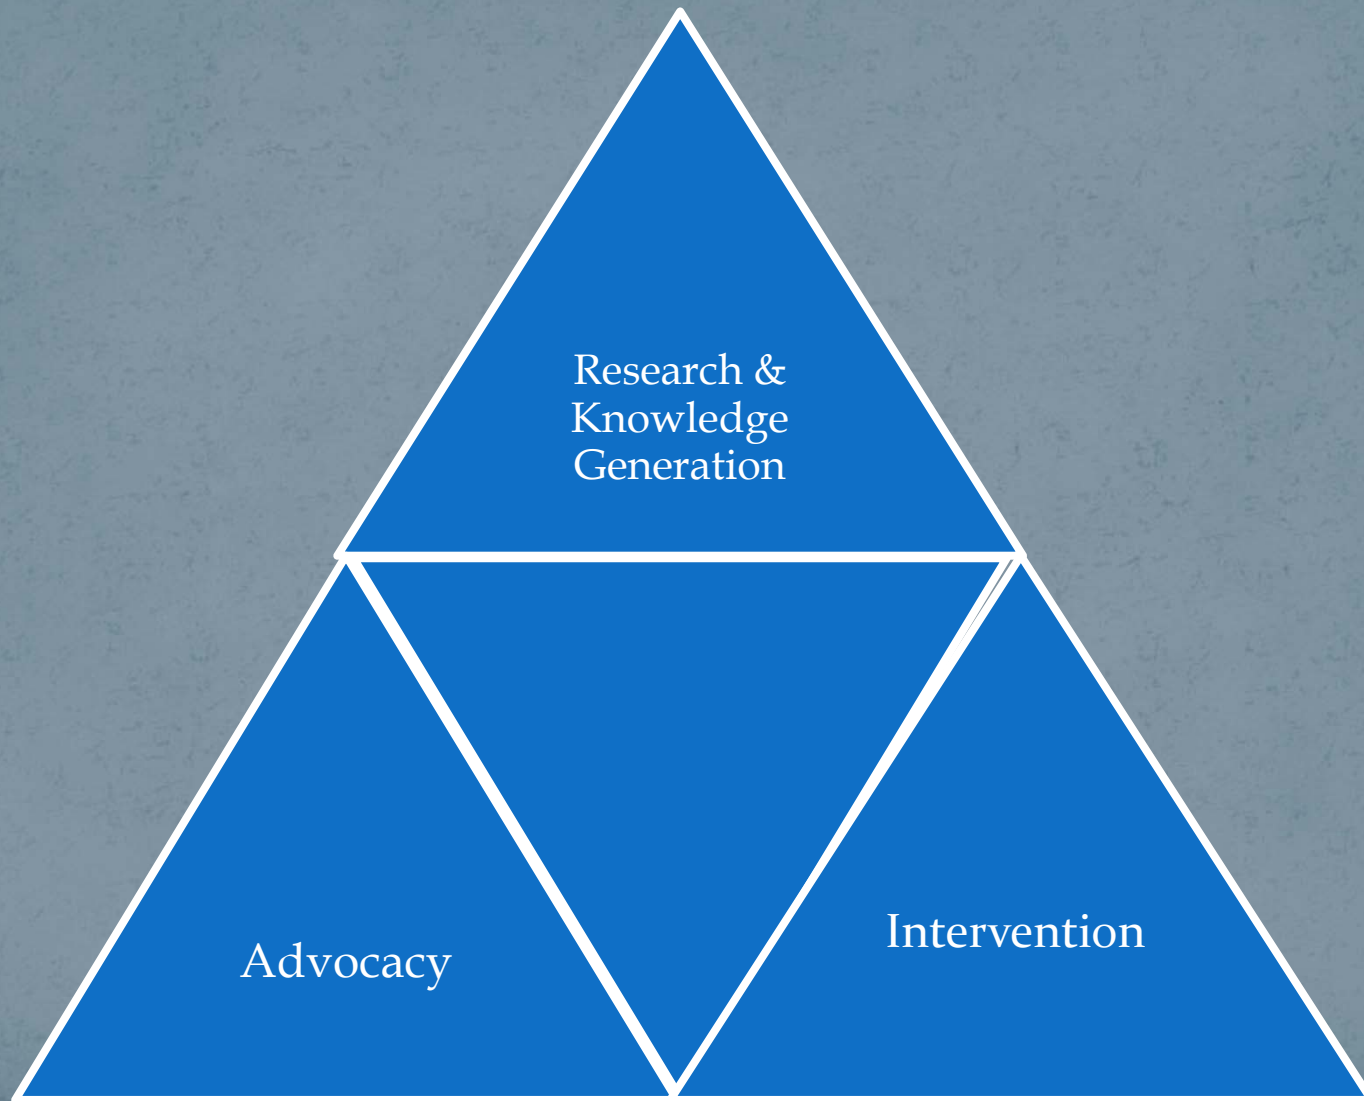 Research &
Knowledge
Generation
Intervention
Advocacy